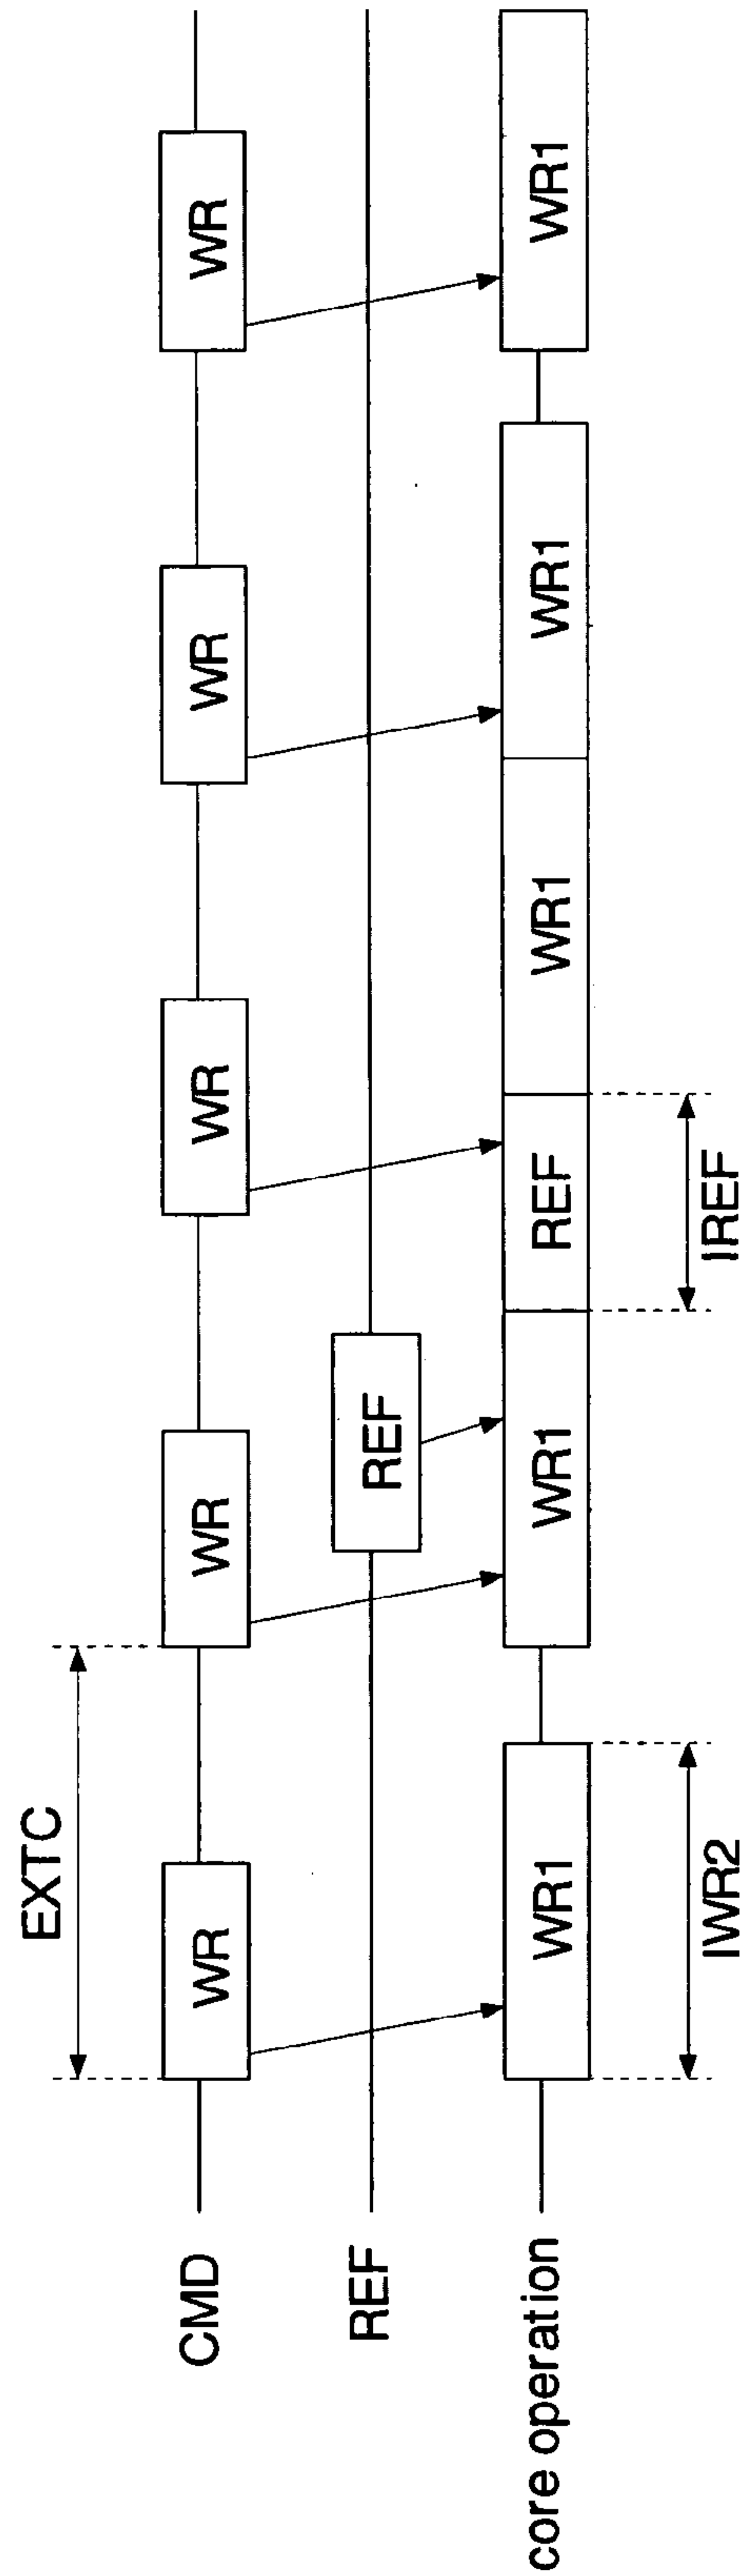 EXTC
CMD WR WR WR WR WR
REF REF
core operation WR1 WR1 REF WR1 WR1 WR1
IWR2 IREF